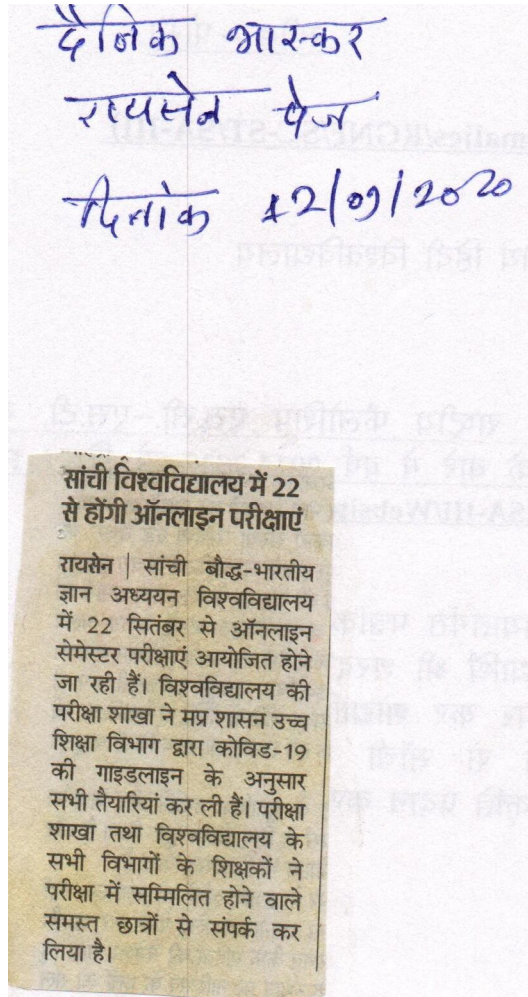 दैनिक भास्कर
रायसेन पेज
दिनांक 12/09/2020
सांची विश्वविद्यालय में 22
से होंगी ऑनलाइन परीक्षाएं
रायसेन | सांची बौद्ध-भारतीय
ज्ञान अध्ययन विश्वविद्यालय
में 22 सितंबर से ऑनलाइन
सेमेस्टर परीक्षाएं आयोजित होने
जा रही हैं। विश्वविद्यालय की
परीक्षा शाखा ने मप्र शासन उच्च
शिक्षा विभाग द्वारा कोविड-19
की गाइडलाइन के अनुसार
सभी तैयारियां कर ली हैं। परीक्षा
शाखा तथा विश्वविद्यालय के
सभी विभागों के शिक्षकों ने
परीक्षा में सम्मिलित होने वाले
समस्त छात्रों से संपर्क कर
लिया है।